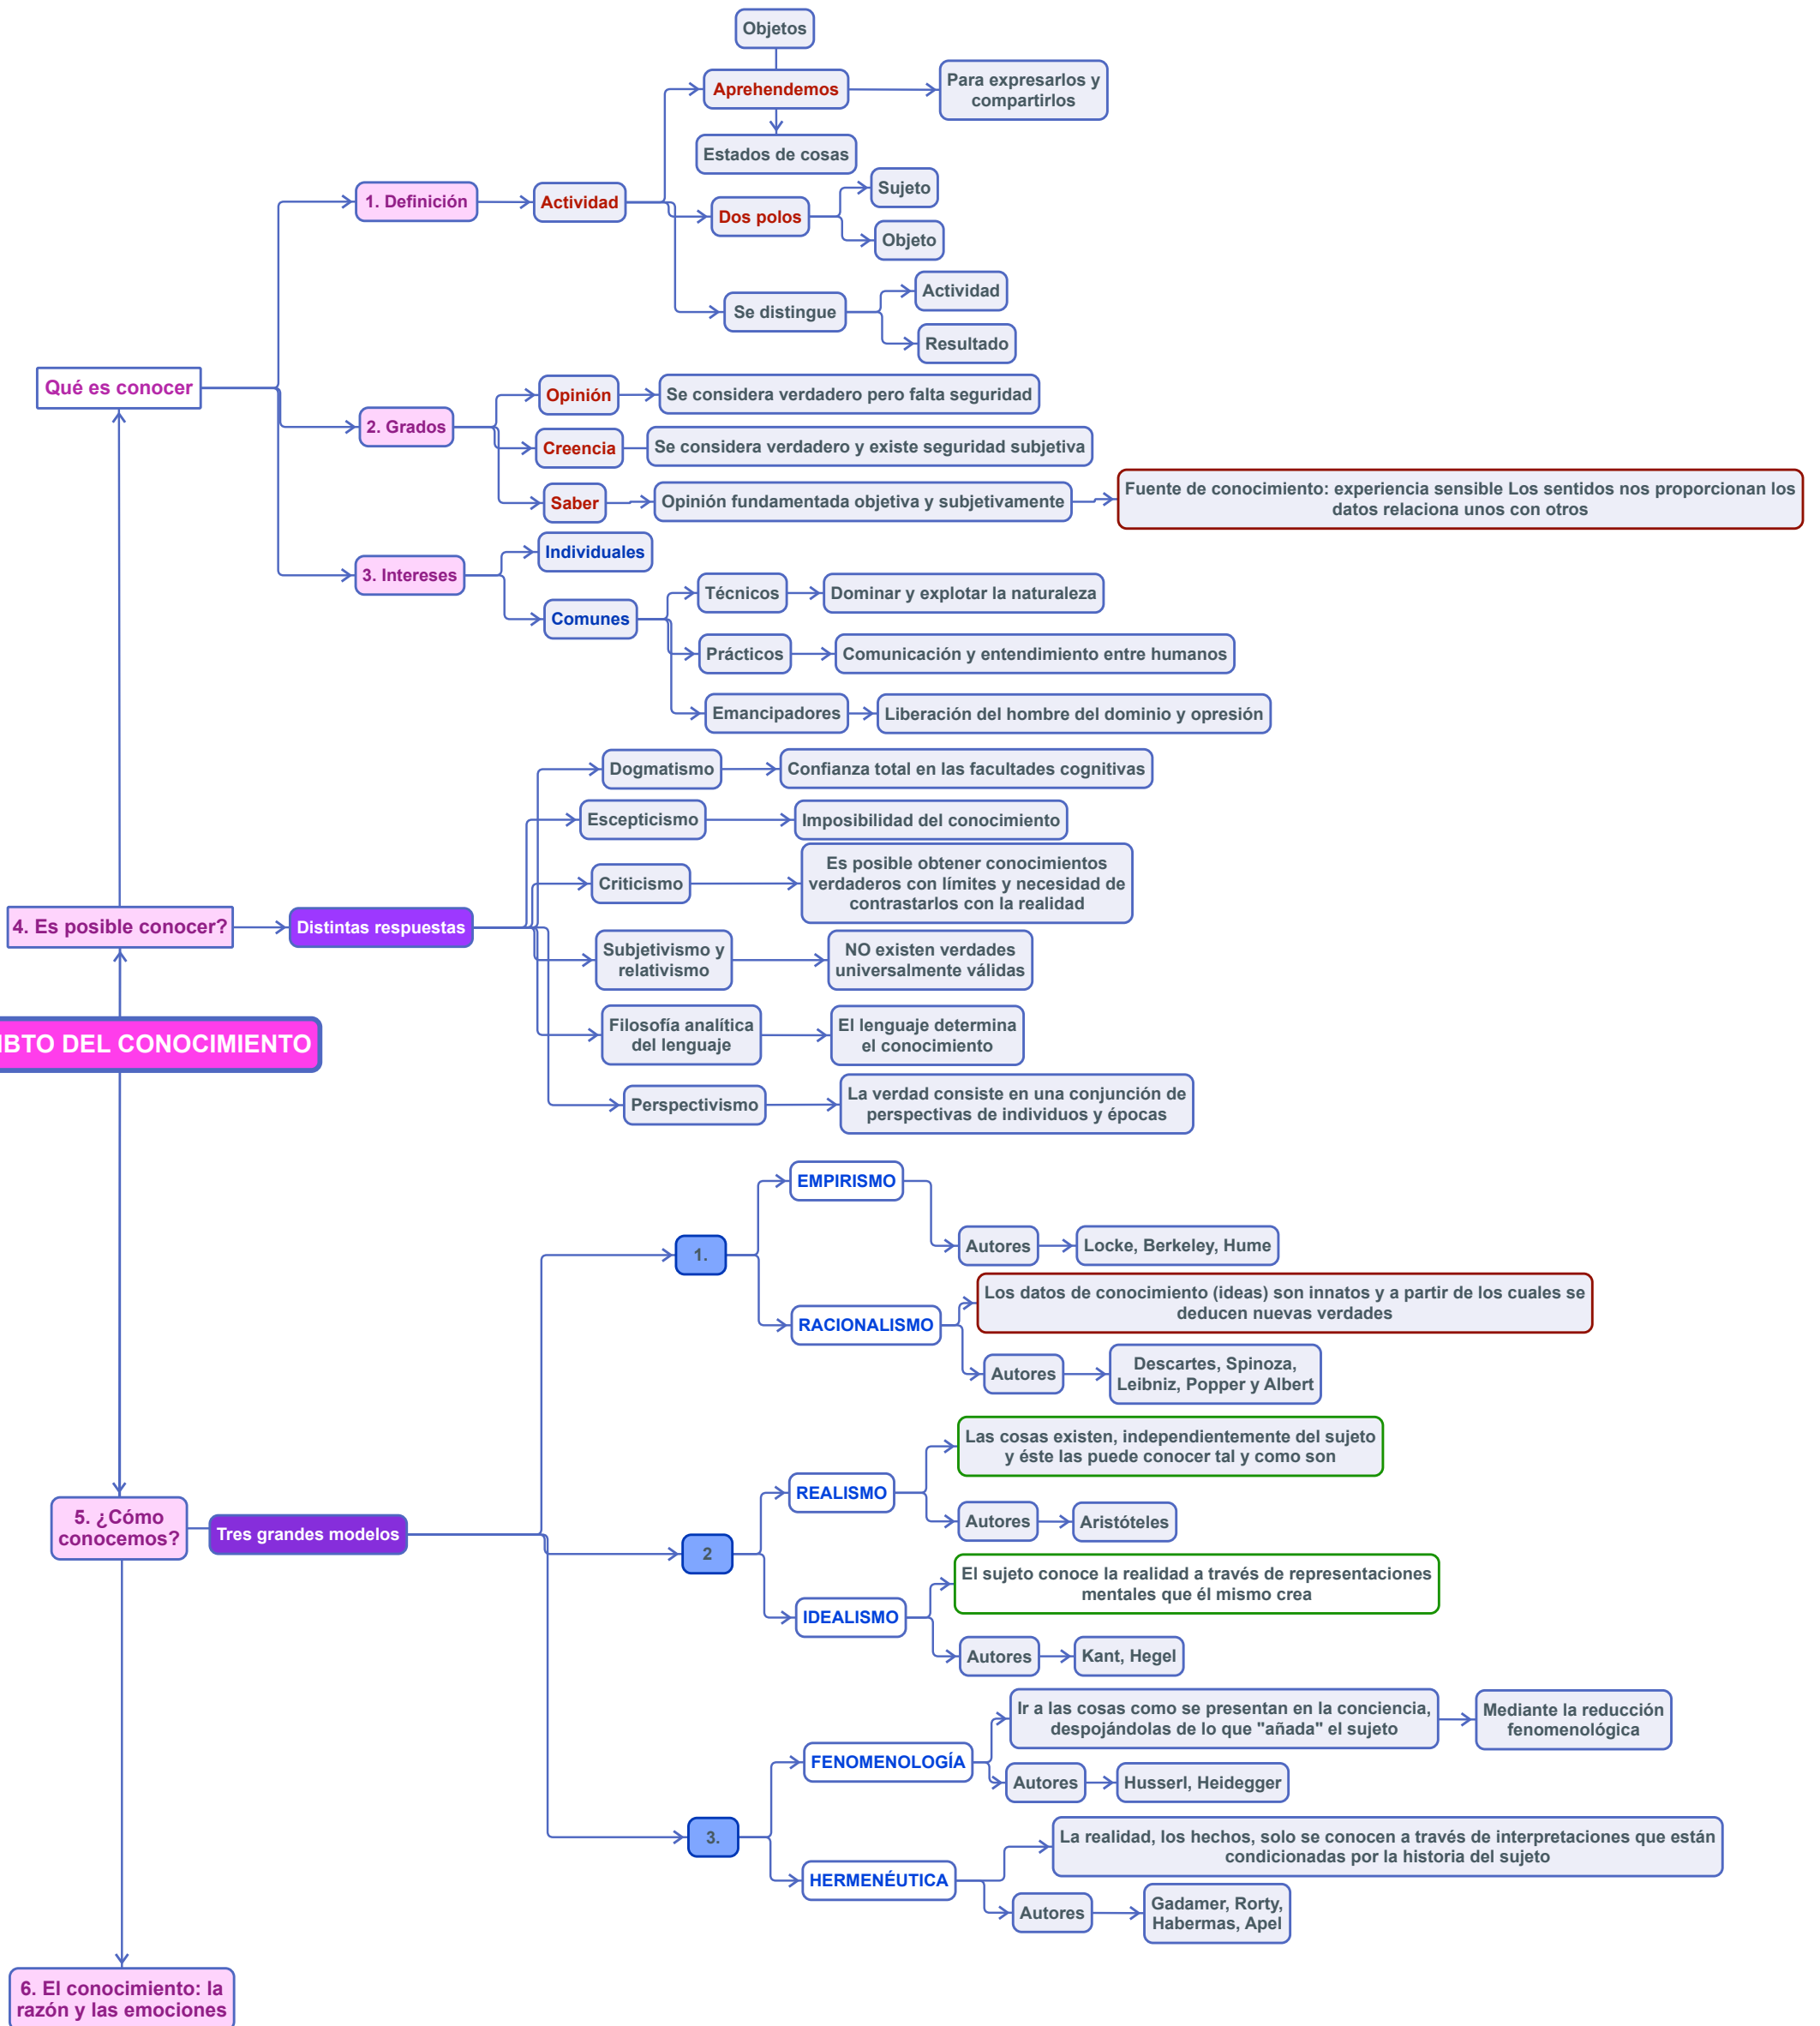 Objetos
Aprehendemos
Para expresarlos y
compartirlos
Estados de cosas
1. Definición
Actividad
Dos polos
Sujeto
Objeto
Se distingue
Actividad
Resultado
Qué es conocer
2. Grados
Opinión
Se considera verdadero pero falta seguridad
Creencia
Se considera verdadero y existe seguridad subjetiva
Saber
Opinión fundamentada objetiva y subjetivamente
Fuente de conocimiento: experiencia sensible Los sentidos nos proporcionan los
datos relaciona unos con otros
3. Intereses
Individuales
Comunes
Técnicos
Dominar y explotar la naturaleza
Prácticos
Comunicación y entendimiento entre humanos
Emancipadores
Liberación del hombre del dominio y opresión
4. Es posible conocer?
Distintas respuestas
Dogmatismo
Confianza total en las facultades cognitivas
Escepticismo
Imposibilidad del conocimiento
Criticismo
Es posible obtener conocimientos
verdaderos con límites y necesidad de
contrastarlos con la realidad
Subjetivismo y
relativismo
NO existen verdades
universalmente válidas
Filosofía analítica
del lenguaje
El lenguaje determina
el conocimiento
Perspectivismo
La verdad consiste en una conjunción de
perspectivas de individuos y épocas
IBTO DEL CONOCIMIENTO
5. ¿Cómo
conocemos?
Tres grandes modelos
1.
EMPIRISMO
Autores
Locke, Berkeley, Hume
RACIONALISMO
Los datos de conocimiento (ideas) son innatos y a partir de los cuales se
deducen nuevas verdades
Autores
Descartes, Spinoza,
Leibniz, Popper y Albert
2
REALISMO
Las cosas existen, independientemente del sujeto
y éste las puede conocer tal y como son
Autores
Aristóteles
IDEALISMO
El sujeto conoce la realidad a través de representaciones
mentales que él mismo crea
Autores
Kant, Hegel
3.
FENOMENOLOGÍA
Ir a las cosas como se presentan en la conciencia,
despojándolas de lo que "añada" el sujeto
Mediante la reducción
fenomenológica
Autores
Husserl, Heidegger
HERMENÉUTICA
La realidad, los hechos, solo se conocen a través de interpretaciones que están
condicionadas por la historia del sujeto
Autores
Gadamer, Rorty,
Habermas, Apel
6. El conocimiento: la
razón y las emociones